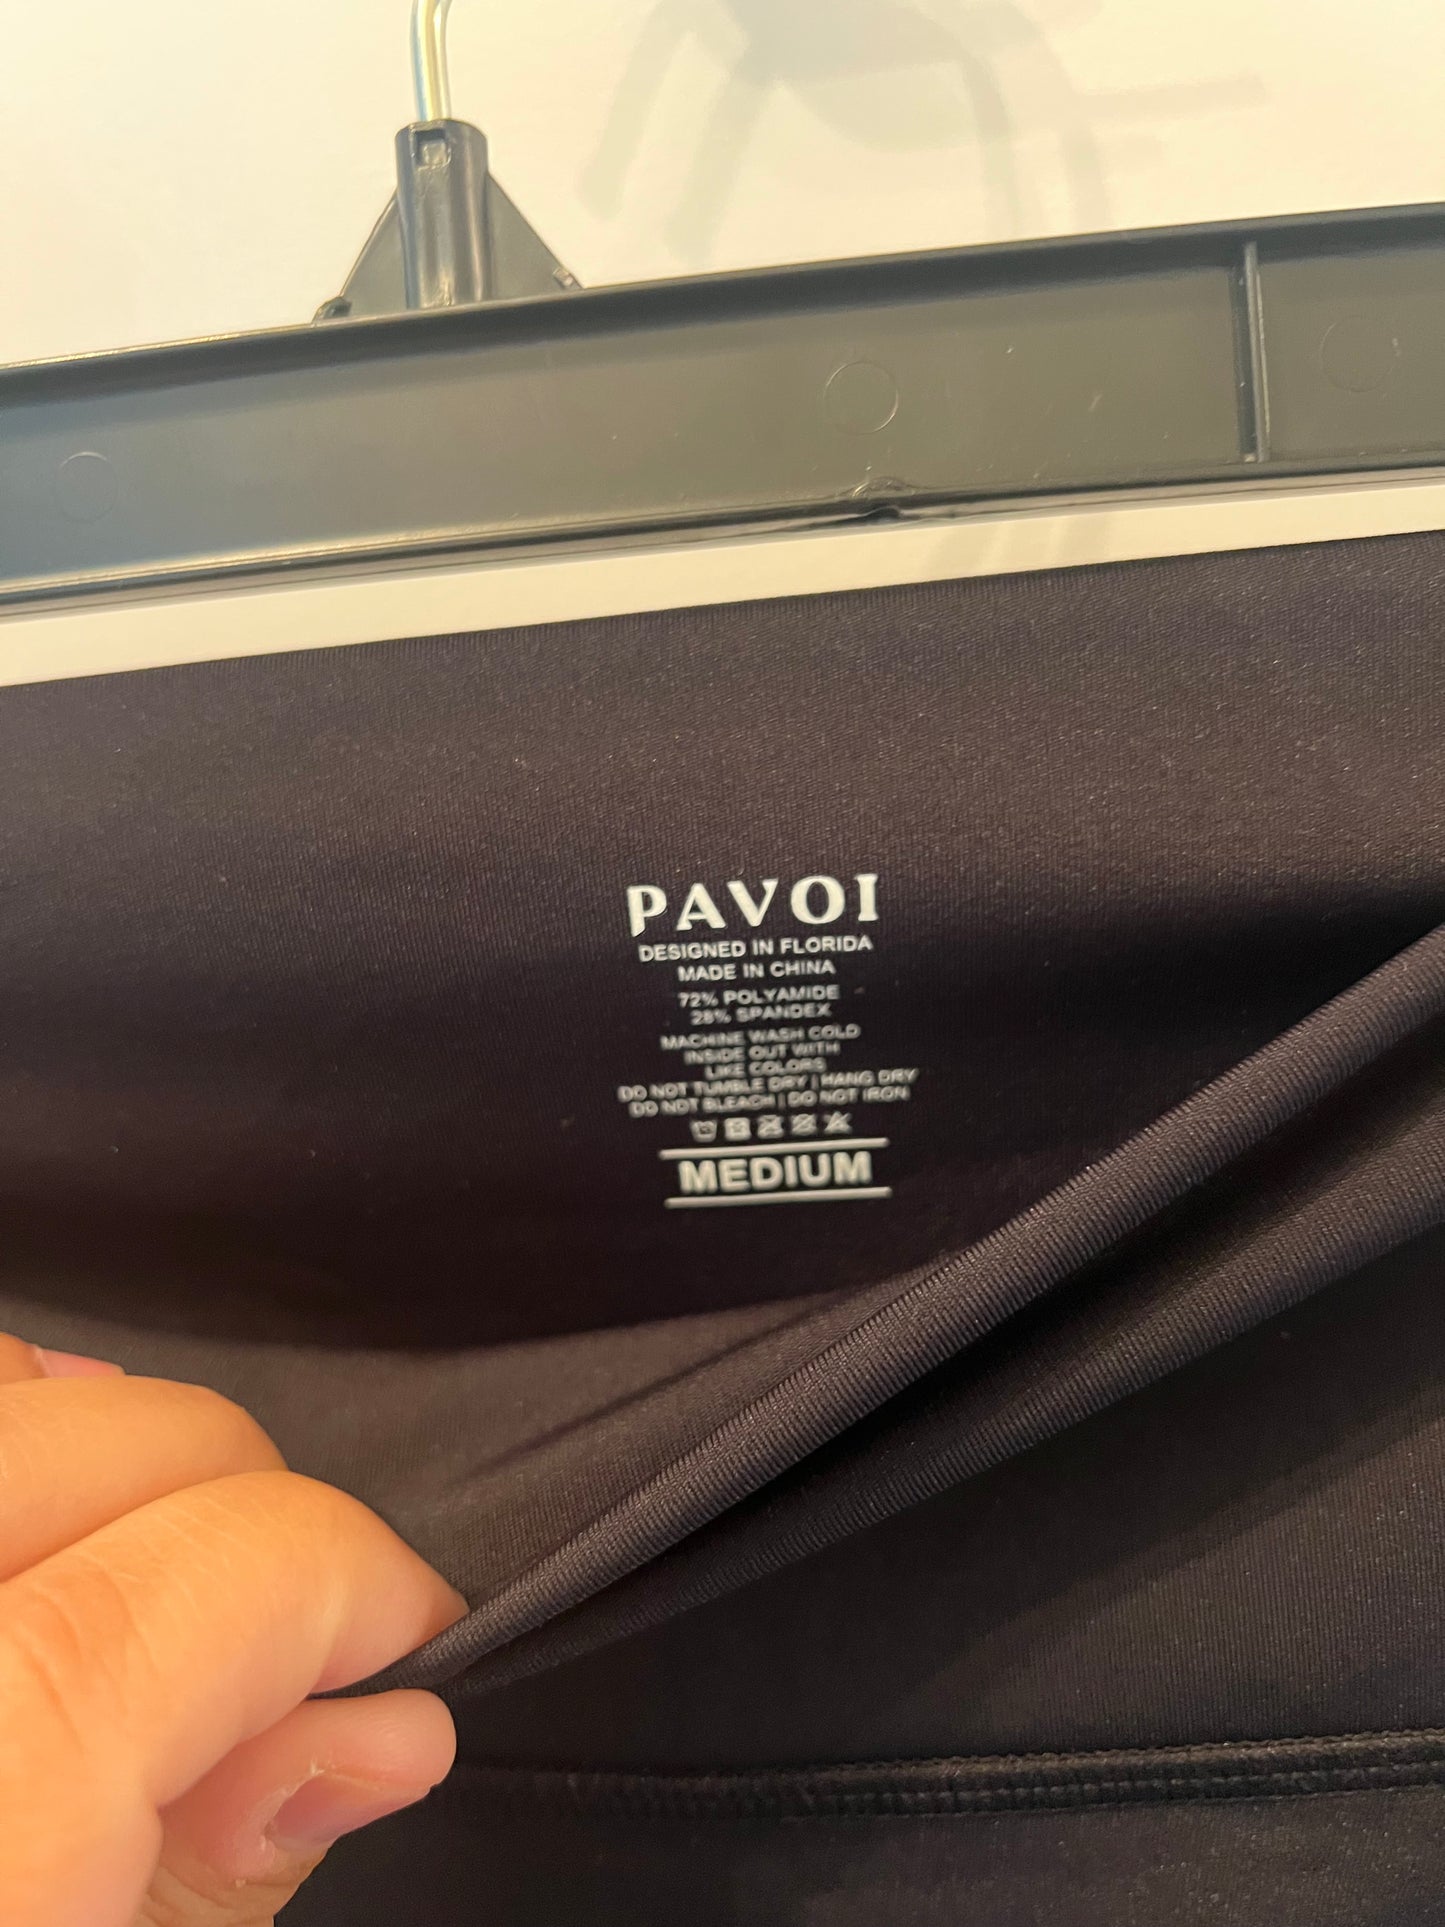 PAVOI
DESIGNED IN FLORIDA
MADE IN CHINA
72% POLYAMIDE
28% SPANDEX
MACHINE WASH COLD
INSIDE OUT WITH
LIKE COLORS
DO NOT TUMBLE DRY | HANG DRY
DO NOT BLEACH | DO NOT IRON
MEDIUM